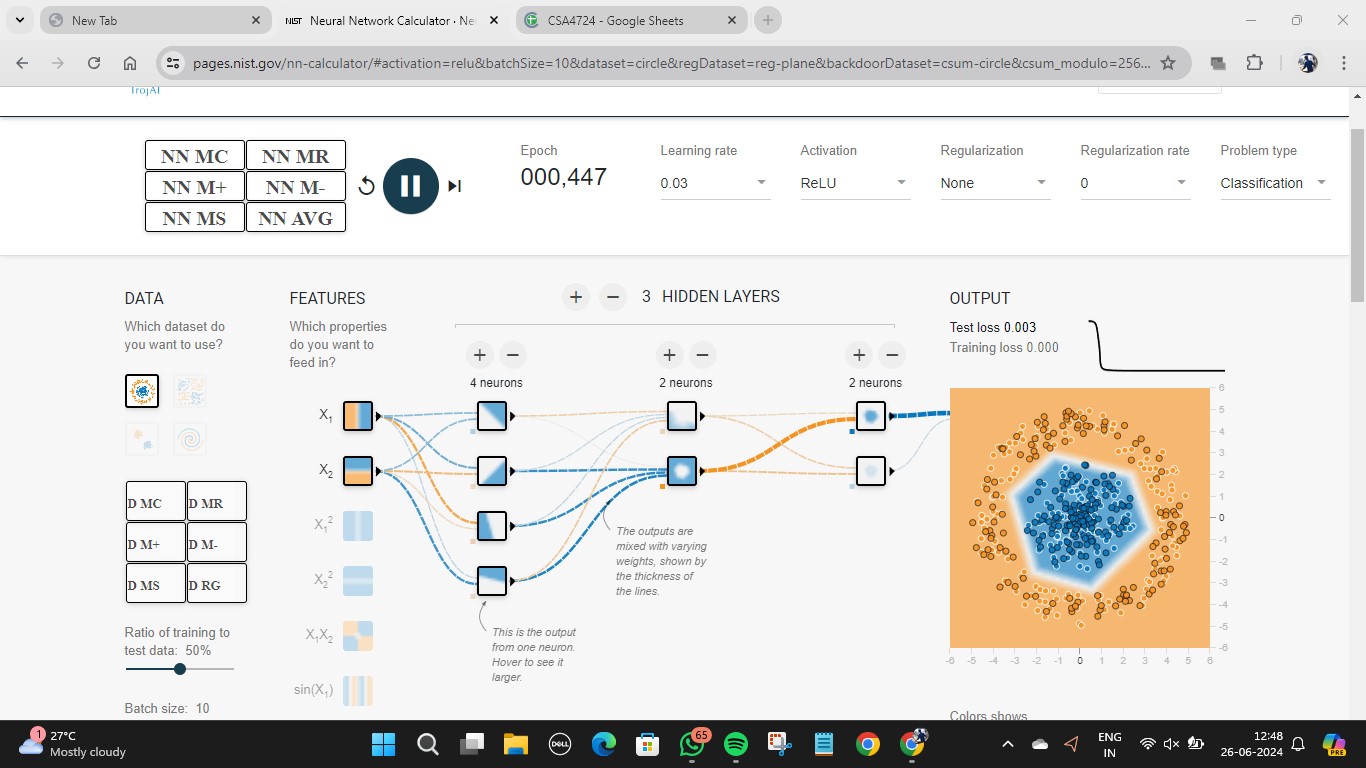 New Tab
NIST Neural Network Calculator · Ne
CSA4724 - Google Sheets
pages.nist.gov/nn-calculator/#activation=relu&batchSize=10&dataset=circle&regDataset=reg-plane&backdoorDataset=csum-circle&csum_modulo=256...
TrojAI
NN MC NN MR
NN M+ NN M-
NN MS NN AVG
Epoch
000,447
Learning rate
0.03
Activation
ReLU
Regularization
None
Regularization rate
0
Problem type
Classification
DATA
Which dataset do
you want to use?
D MC D MR
D M+ D M-
D MS D RG
Ratio of training to
test data: 50%
Batch size: 10
FEATURES
Which properties
do you want to
feed in?
X1
X2
X1²
X2²
X1X2
sin(X1)
+ − 3 HIDDEN LAYERS
+ −
4 neurons
+ −
2 neurons
+ −
2 neurons
The outputs are
mixed with varying
weights, shown by
the thickness of
the lines.
This is the output
from one neuron.
Hover to see it
larger.
OUTPUT
Test loss 0.003
Training loss 0.000
6
5
4
3
2
1
0
-1
-2
-3
-4
-5
-6
-6 -5 -4 -3 -2 -1 0 1 2 3 4 5 6
Colors shows
1
27°C
Mostly cloudy
DELL
65
ENG
IN
12:48
26-06-2024
PRE